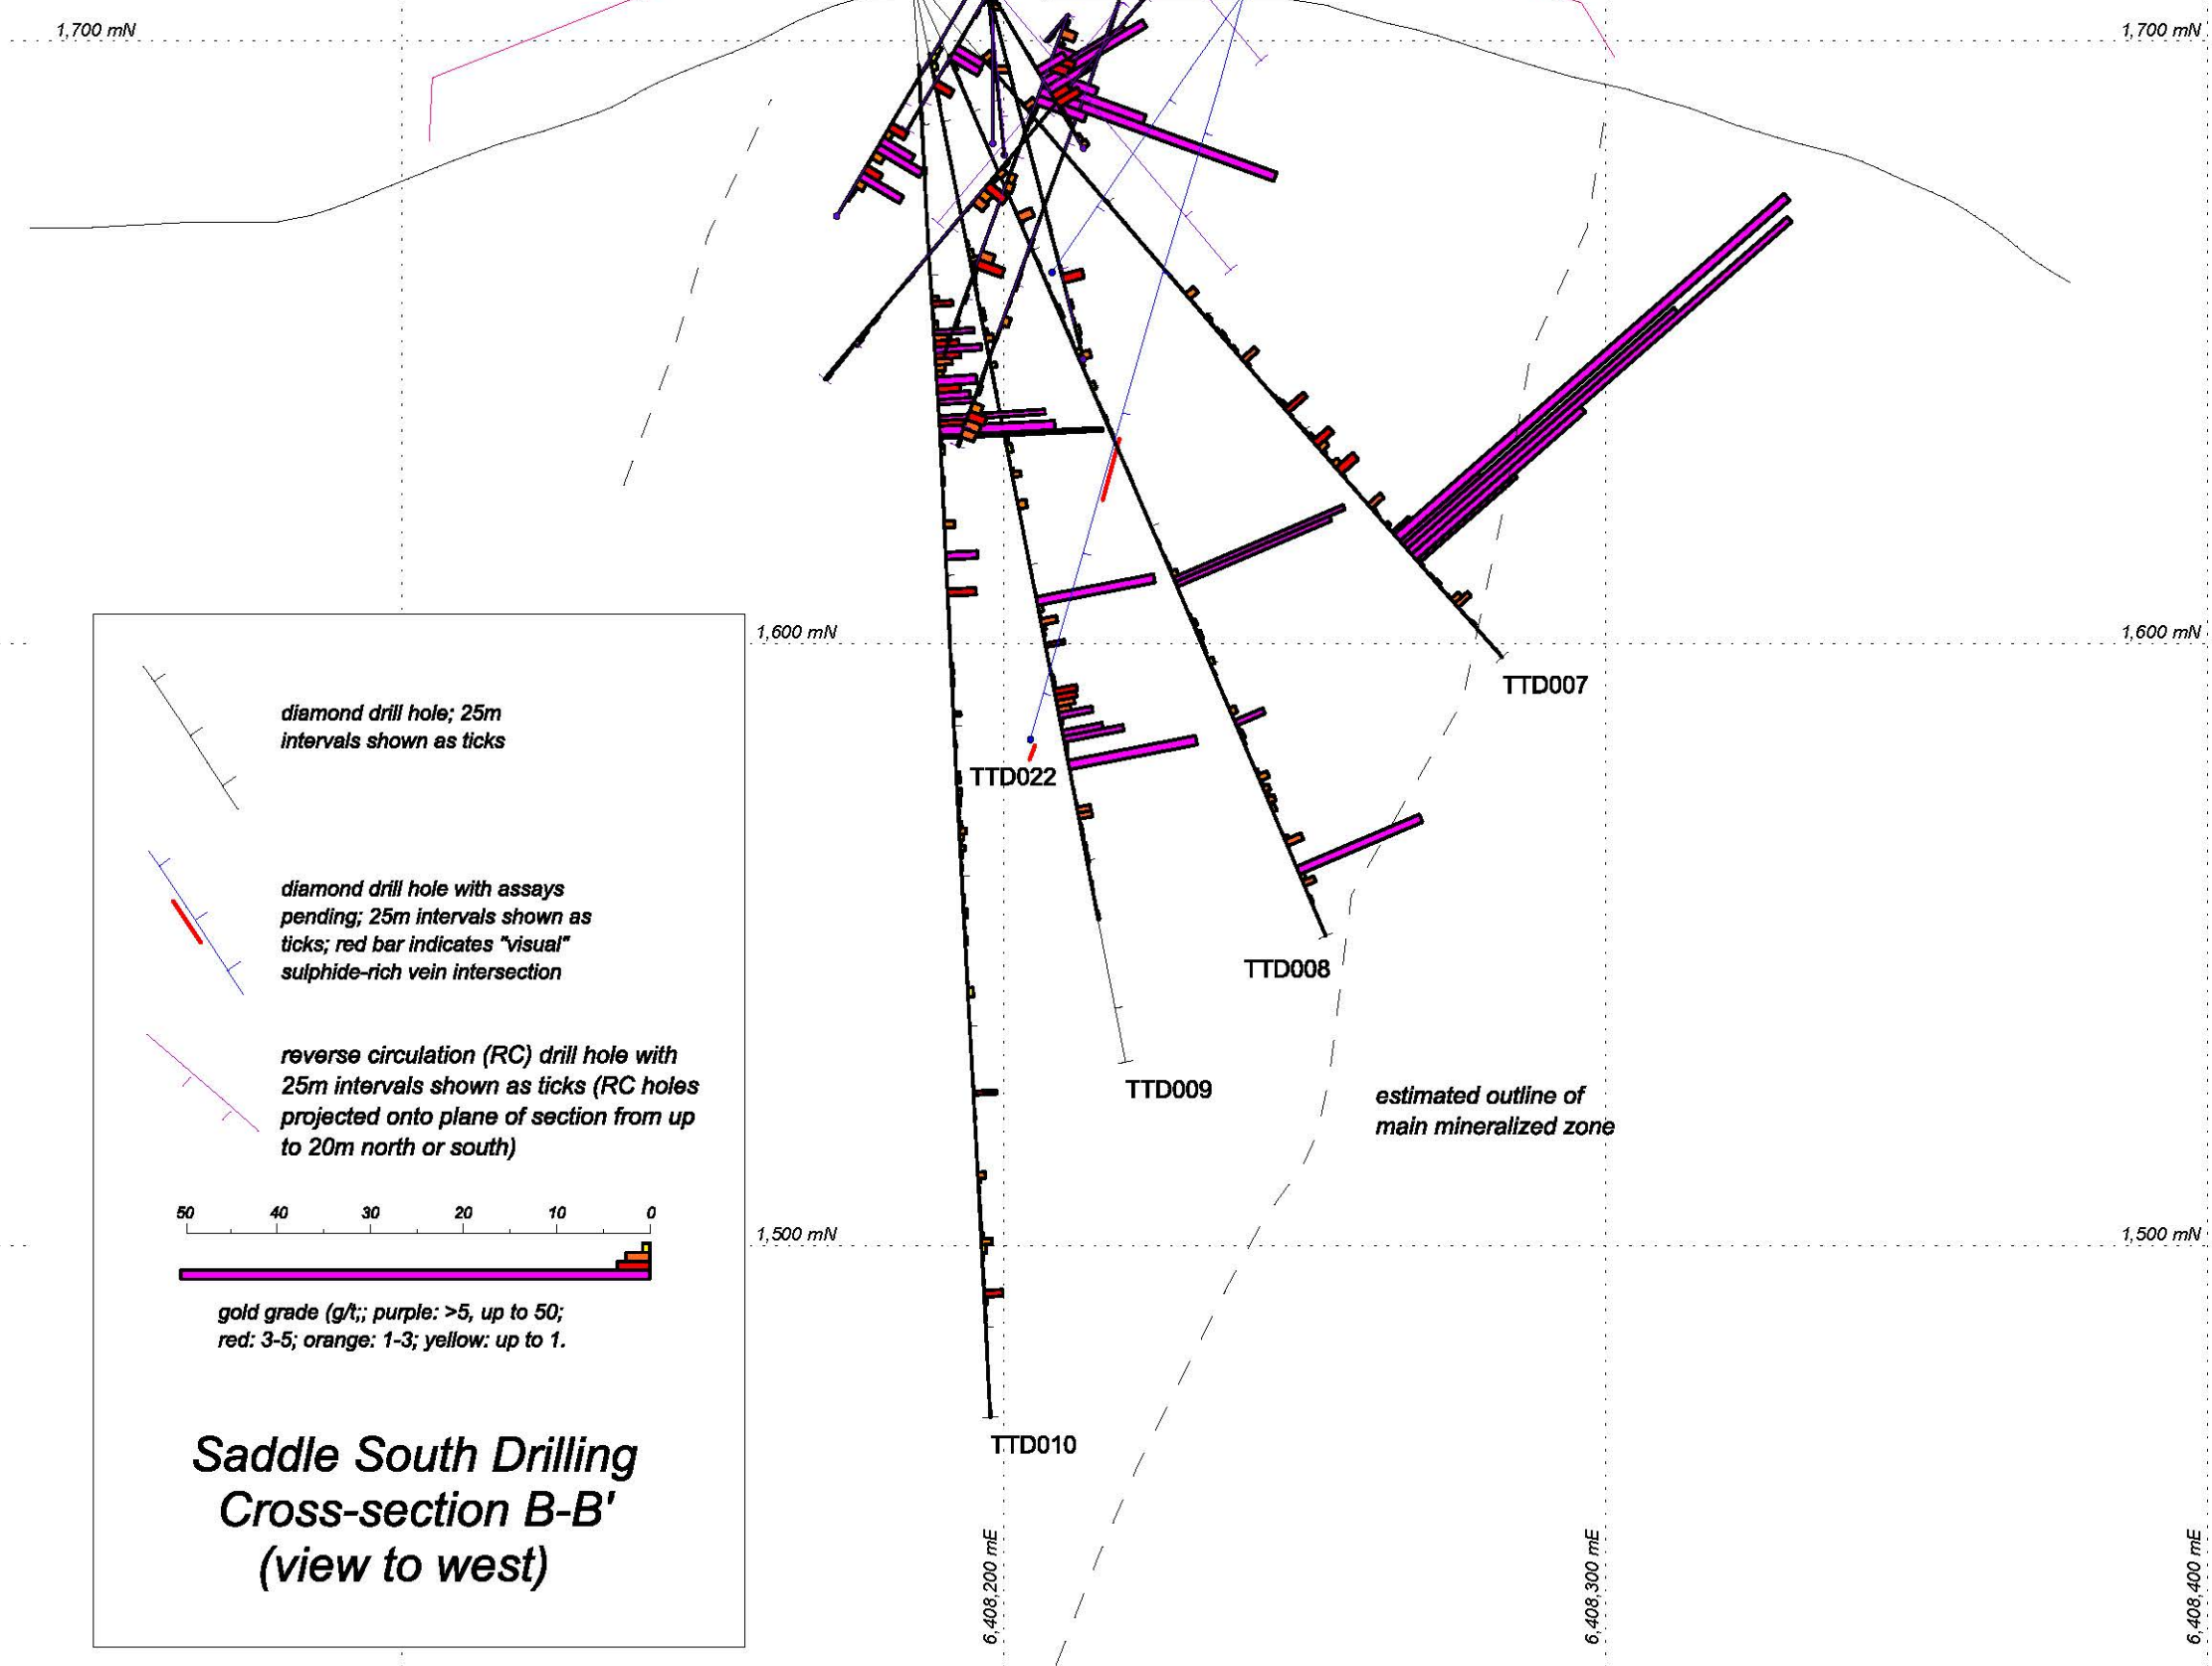 1,700 mN
1,700 mN
1,600 mN
1,600 mN
TTD007
diamond drill hole; 25m
intervals shown as ticks
TTD022
diamond drill hole with assays
pending; 25m intervals shown as
ticks; red bar indicates "visual"
sulphide-rich vein intersection
TTD008
reverse circulation (RC) drill hole with
25m intervals shown as ticks (RC holes
projected onto plane of section from up
to 20m north or south)
TTD009
estimated outline of
main mineralized zone
50 40 30 20 10 0
1,500 mN
1,500 mN
gold grade (g/t;; purple: >5, up to 50;
red: 3-5; orange: 1-3; yellow: up to 1.
TTD010
Saddle South Drilling
Cross-section B-B'
(view to west)
6,408,200 mE
6,408,300 mE
6,408,400 mE